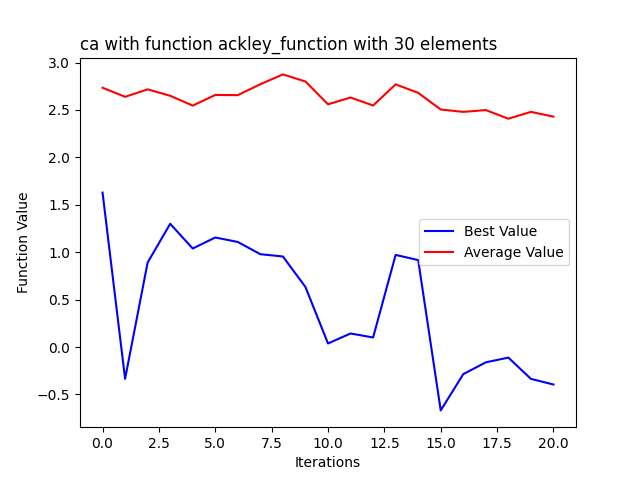 ca with function ackley_function with 30 elements
3.0
2.5
2.0
1.5
1.0
0.5
0.0
−0.5
Function Value
Best Value
Average Value
0.0 2.5 5.0 7.5 10.0 12.5 15.0 17.5 20.0
Iterations